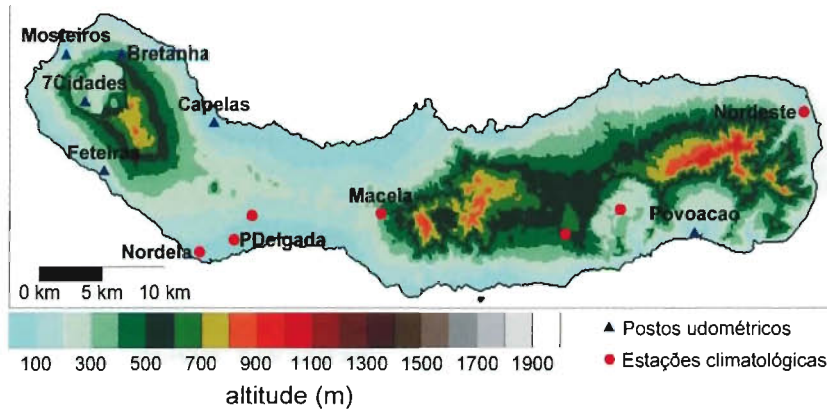 Mosteiros
Bretanha
7Cidades
Capelas
Nordeste
Feteiras
Macela
Povoacao
PDelgada
Nordela
0 km 5 km 10 km
100 300 500 700 900 1100 1300 1500 1700 1900
altitude (m)
Postos udométricos
Estações climatológicas